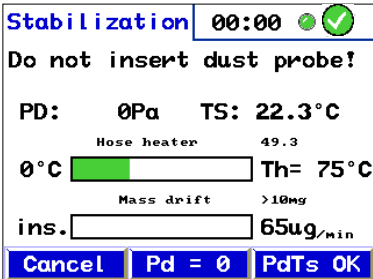 Stabilization 00:00
Do not insert dust probe!
PD: 0Pa TS: 22.3°C
Hose heater 49.3
0°C Th= 75°C
Mass drift >10mg
ins. 65ug/min
Cancel Pd = 0 PdTs OK